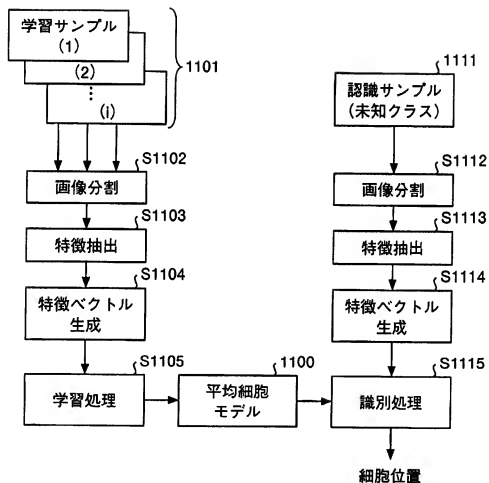 学習サンプル
(1)
(2)
⋮
(i)
1101
S1102
画像分割
S1103
特徴抽出
S1104
特徴ベクトル
生成
S1105
学習処理
1100
平均細胞
モデル
1111
認識サンプル
(未知クラス)
S1112
画像分割
S1113
特徴抽出
S1114
特徴ベクトル
生成
S1115
識別処理
細胞位置